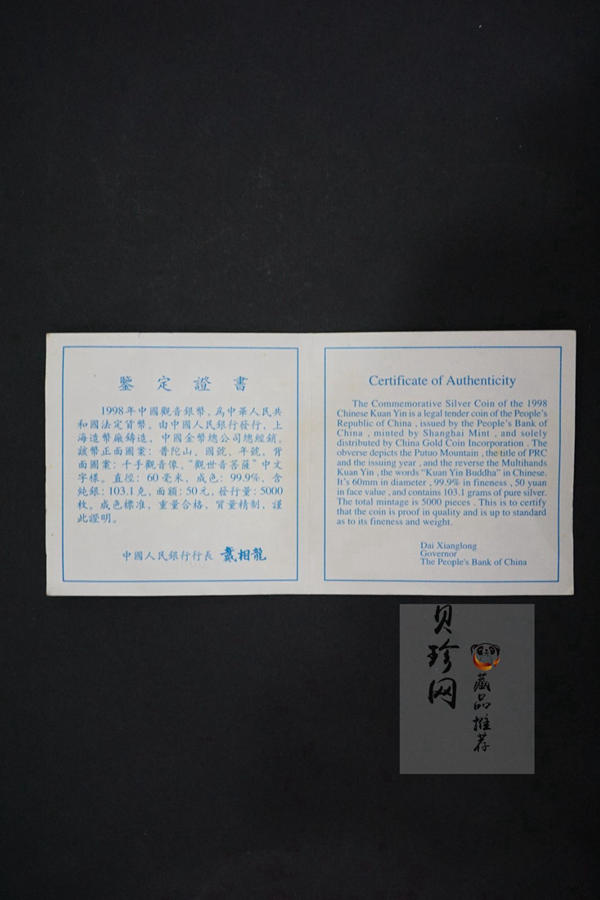 鑒定證書
1998年中國觀音銀幣，為中華人民共
和國法定貨幣。由中國人民銀行發行，上
海造幣廠鑄造，中國金幣總公司總經銷。
該幣正面圖案：普陀山，國號，年號。背
面圖案：千手觀音像，“觀世音菩薩”中文
字樣。直徑：60毫米，成色：99.9%，含
純銀：103.1克，面額：50元，發行量：5000
枚。成色標准，重量合格，質量精制，謹
此證明。
中國人民銀行行長 戴相龍
Certificate of Authenticity
The Commemorative Silver Coin of the 1998
Chinese Kuan Yin is a legal tender coin of the People's
Republic of China , issued by the People's Bank of
China , minted by Shanghai Mint , and solely
distributed by China Gold Coin Incorporation . The
obverse depicts the Putuo Mountain , the title of PRC
and the issuing year , and the reverse the Multihands
Kuan Yin , the words “Kuan Yin Buddha” in Chinese.
It's 60mm in diameter , 99.9% in fineness , 50 yuan
in face value , and contains 103.1 grams of pure silver.
The total mintage is 5000 pieces . This is to certify
that the coin is proof in quality and is up to standard
as to its fineness and weight.
Dai Xianglong
Governor
The People's Bank of China
贝珍网
藏品推荐